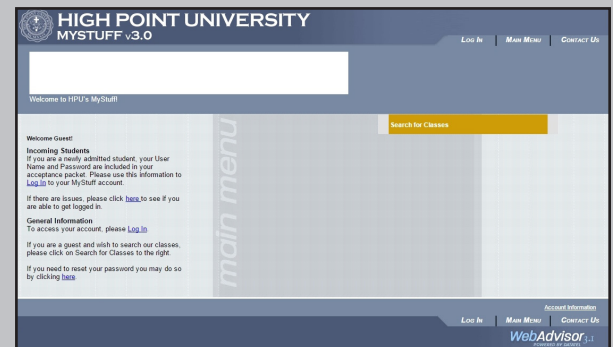 HIGH POINT UNIVERSITY
MYSTUFF v3.0
LOG IN MAIN MENU CONTACT US
Welcome to HPU's MyStuff!
Search for Classes
main menu
Welcome Guest!
Incoming Students
If you are a newly admitted student, your User
Name and Password are included in your
acceptance packet. Please use this information to
Log In to your MyStuff account.
If there are issues, please click here to see if you
are able to get logged in.
General Information
To access your account, please Log In.
If you are a guest and wish to search our classes,
please click on Search for Classes to the right.
If you need to reset your password you may do so
by clicking here.
Account Information
LOG IN MAIN MENU CONTACT US
WebAdvisor 3.1
POWERED BY DATATEL